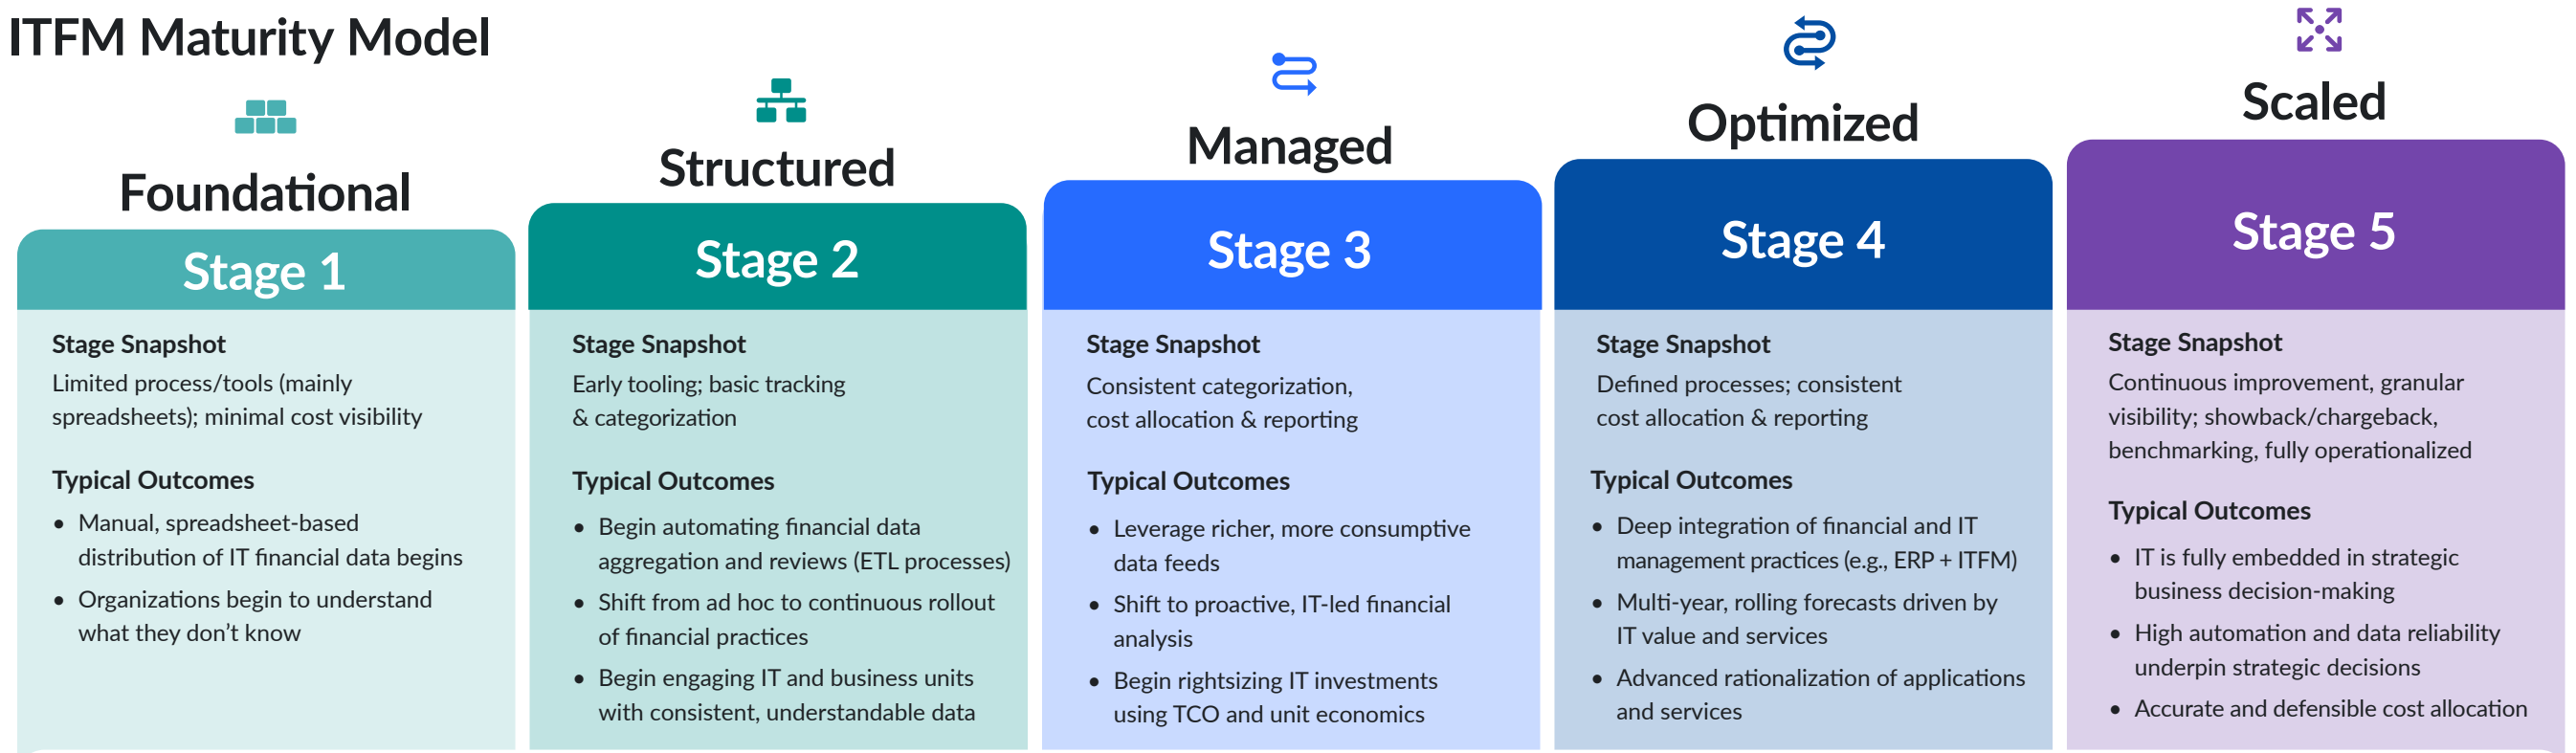 ITFM Maturity Model
Foundational
Stage 1
Stage Snapshot
Limited process/tools (mainly
spreadsheets); minimal cost visibility
Typical Outcomes
• Manual, spreadsheet-based
distribution of IT financial data begins
• Organizations begin to understand
what they don’t know
Structured
Stage 2
Stage Snapshot
Early tooling; basic tracking
& categorization
Typical Outcomes
• Begin automating financial data
aggregation and reviews (ETL processes)
• Shift from ad hoc to continuous rollout
of financial practices
• Begin engaging IT and business units
with consistent, understandable data
Managed
Stage 3
Stage Snapshot
Consistent categorization,
cost allocation & reporting
Typical Outcomes
• Leverage richer, more consumptive
data feeds
• Shift to proactive, IT-led financial
analysis
• Begin rightsizing IT investments
using TCO and unit economics
Optimized
Stage 4
Stage Snapshot
Defined processes; consistent
cost allocation & reporting
Typical Outcomes
• Deep integration of financial and IT
management practices (e.g., ERP + ITFM)
• Multi-year, rolling forecasts driven by
IT value and services
• Advanced rationalization of applications
and services
Scaled
Stage 5
Stage Snapshot
Continuous improvement, granular
visibility; showback/chargeback,
benchmarking, fully operationalized
Typical Outcomes
• IT is fully embedded in strategic
business decision-making
• High automation and data reliability
underpin strategic decisions
• Accurate and defensible cost allocation